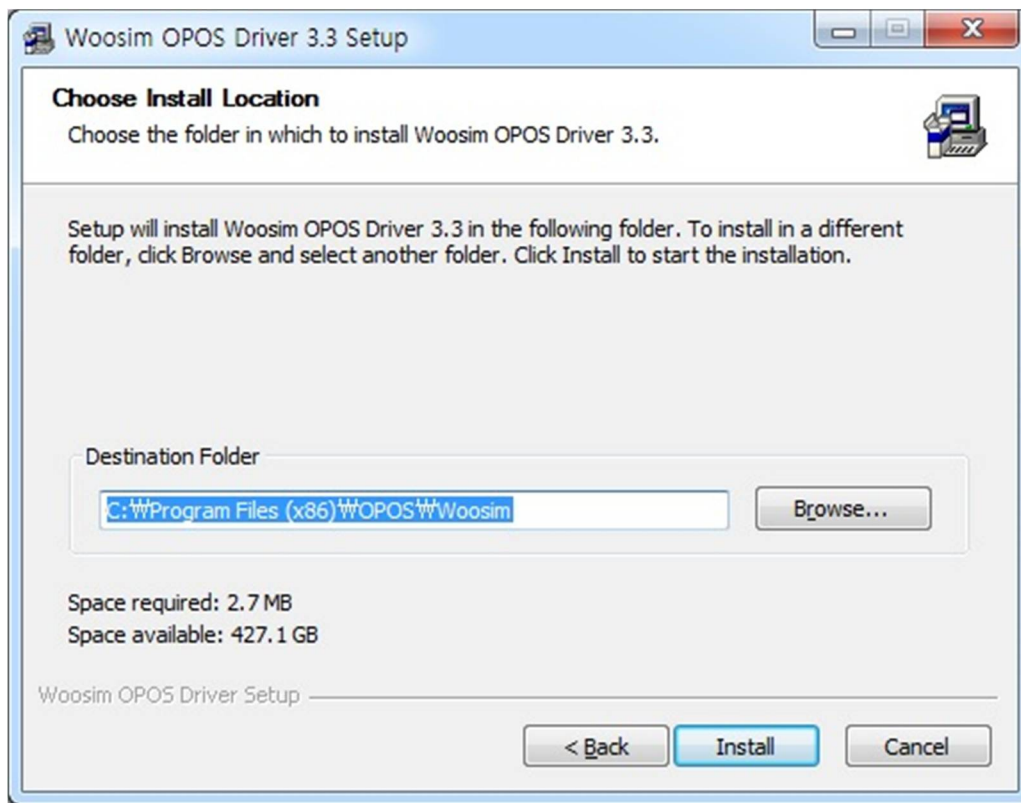 Woosim OPOS Driver 3.3 Setup
Choose Install Location
Choose the folder in which to install Woosim OPOS Driver 3.3.
Setup will install Woosim OPOS Driver 3.3 in the following folder. To install in a different
folder, click Browse and select another folder. Click Install to start the installation.
Destination Folder
C:₩Program Files (x86)₩OPOS₩Woosim
Browse...
Space required: 2.7 MB
Space available: 427.1 GB
Woosim OPOS Driver Setup
< Back
Install
Cancel